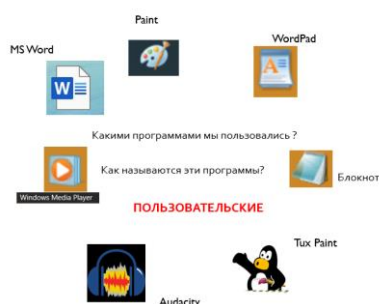 Paint
MS Word
WordPad
Какими программами мы пользовались ?
Как называются эти программы?
Windows Media Player
Блокнот
ПОЛЬЗОВАТЕЛЬСКИЕ
Tux Paint
Audacity